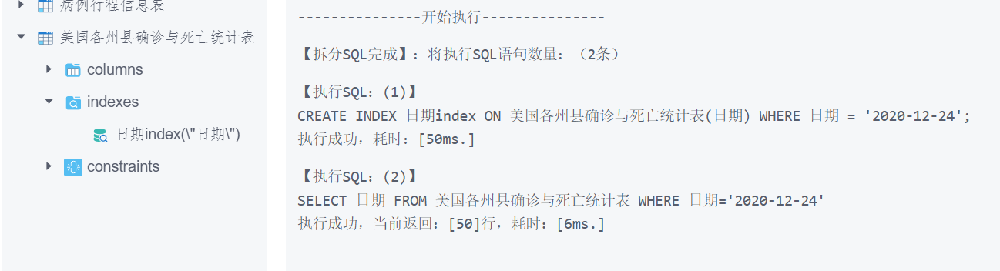 病例行程信息表
美国各州县确诊与死亡统计表
columns
indexes
日期index(\"日期\")
constraints
---------------开始执行---------------
【拆分SQL完成】：将执行SQL语句数量：（2条）
【执行SQL：(1)】
CREATE INDEX 日期index ON 美国各州县确诊与死亡统计表(日期) WHERE 日期 = '2020-12-24';
执行成功，耗时：[50ms.]
【执行SQL：(2)】
SELECT 日期 FROM 美国各州县确诊与死亡统计表 WHERE 日期='2020-12-24'
执行成功，当前返回：[50]行，耗时：[6ms.]